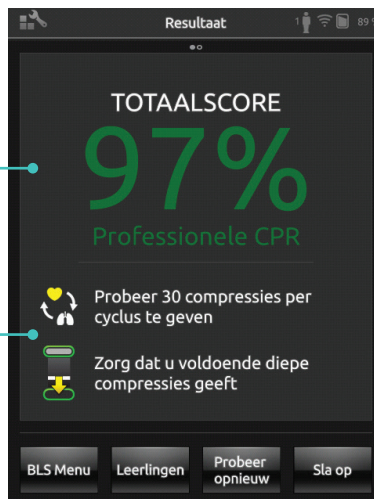 Resultaat
1
89
TOTAALSCORE
97%
Professionele CPR
Probeer 30 compressies per
cyclus te geven
Zorg dat u voldoende diepe
compressies geeft
BLS Menu
Leerlingen
Probeer
opnieuw
Sla op